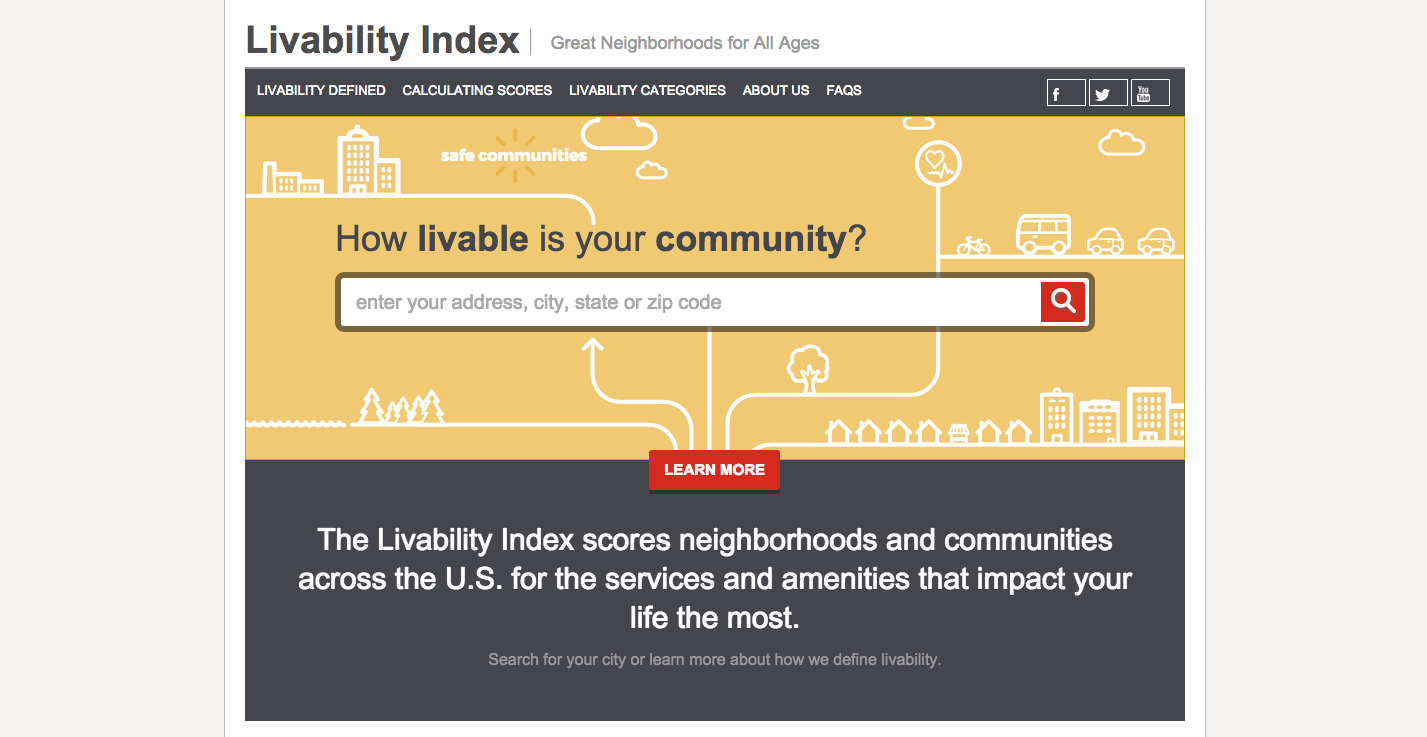 Livability Index
Great Neighborhoods for All Ages
LIVABILITY DEFINED CALCULATING SCORES LIVABILITY CATEGORIES ABOUT US FAQS
f
You
Tube
safe communities
How livable is your community?
enter your address, city, state or zip code
LEARN MORE
The Livability Index scores neighborhoods and communities
across the U.S. for the services and amenities that impact your
life the most.
Search for your city or learn more about how we define livability.